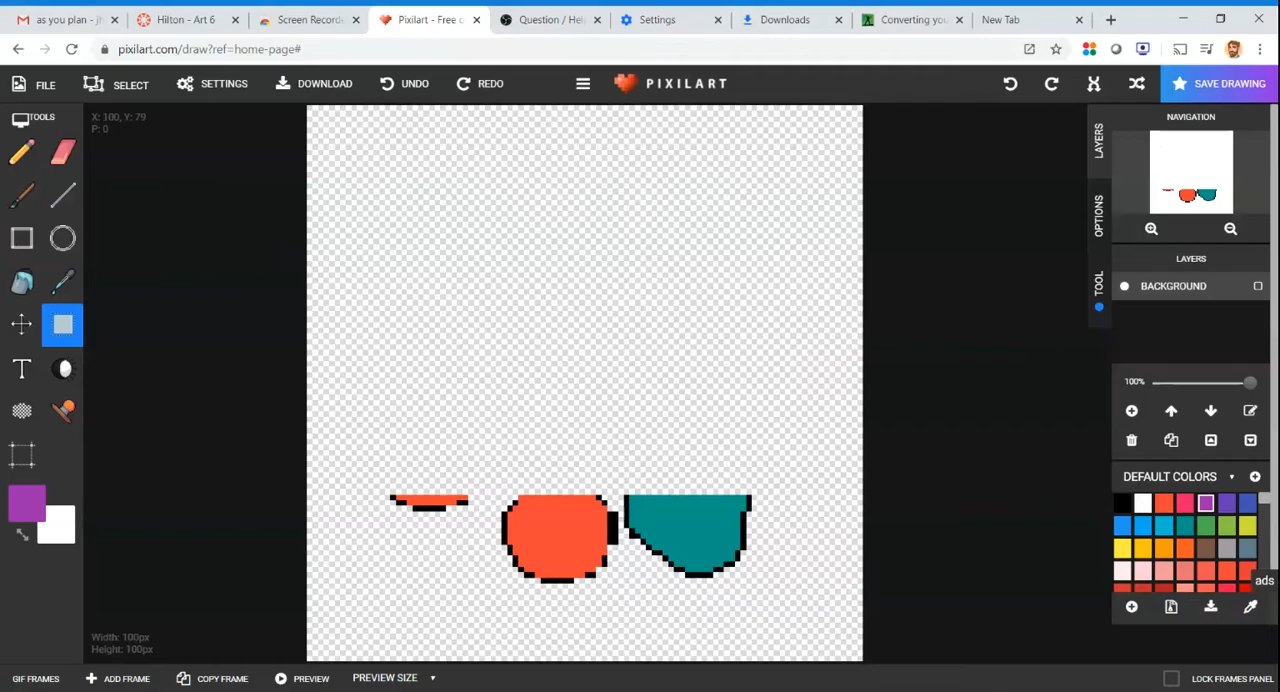 as you plan - jh
Hilton - Art 6
Screen Recorde
Pixilart - Free o
Question / Help
Settings
Downloads
Converting you
New Tab
pixilart.com/draw?ref=home-page#
FILE
SELECT
SETTINGS
DOWNLOAD
UNDO
REDO
PIXILART
SAVE DRAWING
TOOLS
X: 100, Y: 79
P: 0
LAYERS
OPTIONS
TOOL
NAVIGATION
LAYERS
BACKGROUND
100%
DEFAULT COLORS
ads
T
Width: 100px
Height: 100px
GIF FRAMES
ADD FRAME
COPY FRAME
PREVIEW
PREVIEW SIZE
LOCK FRAMES PANEL